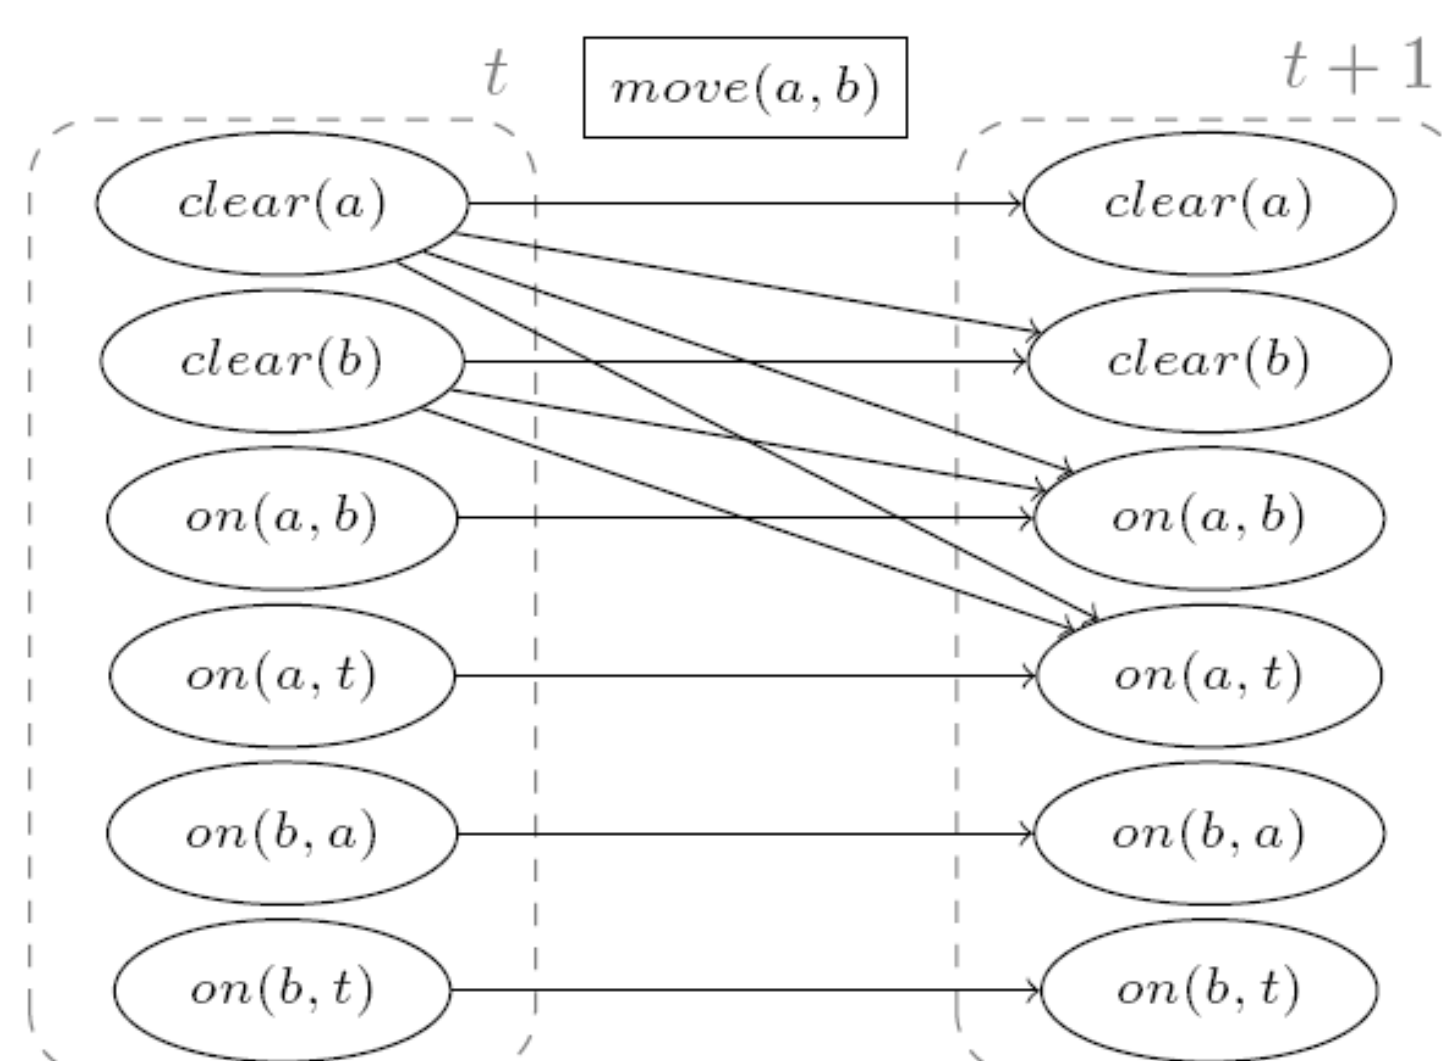 t move(a, b) t + 1
clear(a) clear(a)
clear(b) clear(b)
on(a, b) on(a, b)
on(a, t) on(a, t)
on(b, a) on(b, a)
on(b, t) on(b, t)